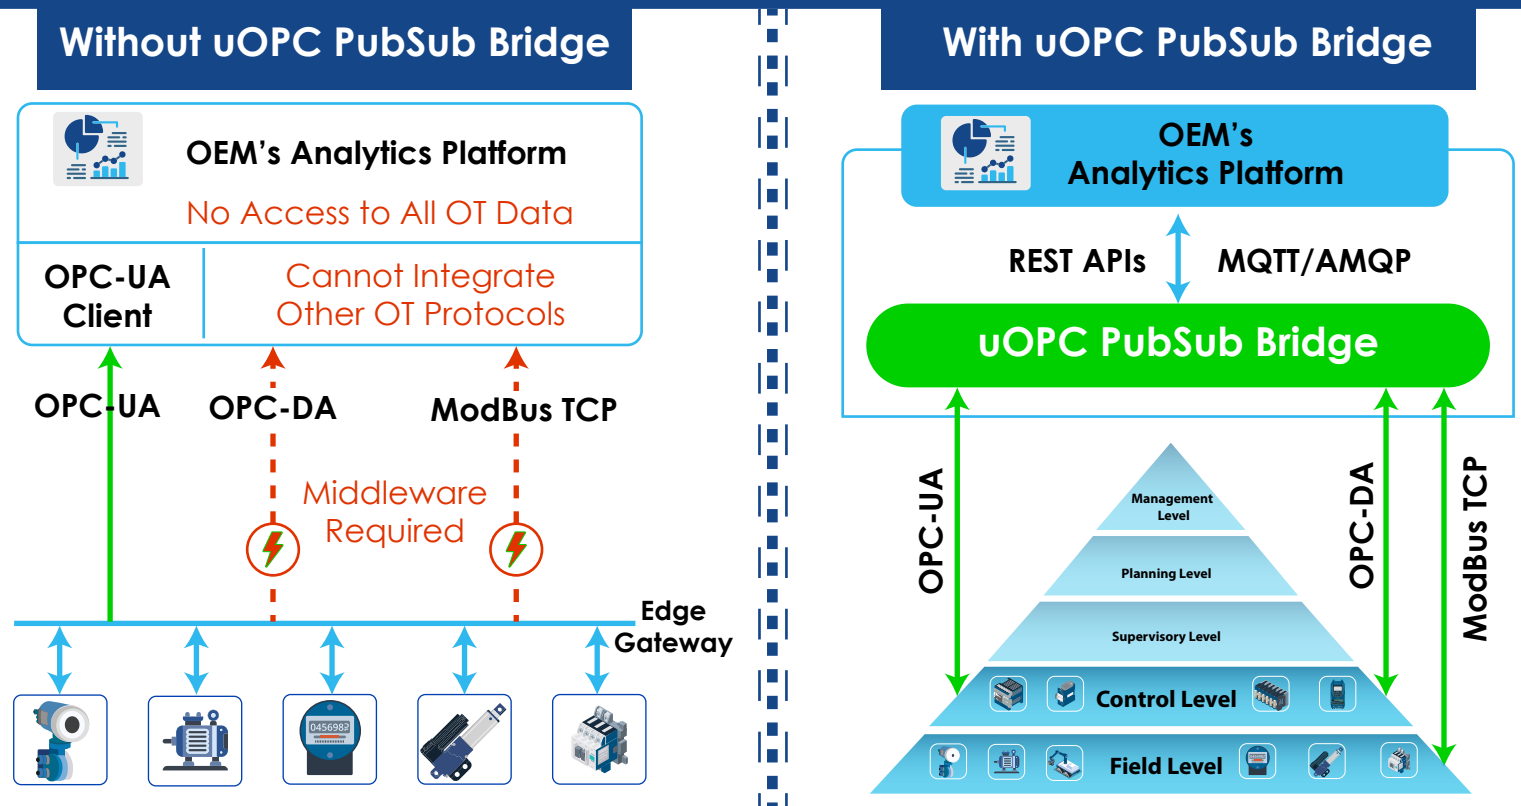 Without uOPC PubSub Bridge
OEM's Analytics Platform
No Access to All OT Data
OPC-UA
Client
Cannot Integrate
Other OT Protocols
OPC-UA
OPC-DA
ModBus TCP
Middleware
Required
Edge
Gateway
With uOPC PubSub Bridge
OEM's
Analytics Platform
REST APIs
MQTT/AMQP
uOPC PubSub Bridge
OPC-UA
OPC-DA
ModBus TCP
Management
Level
Planning Level
Supervisory Level
Control Level
Field Level